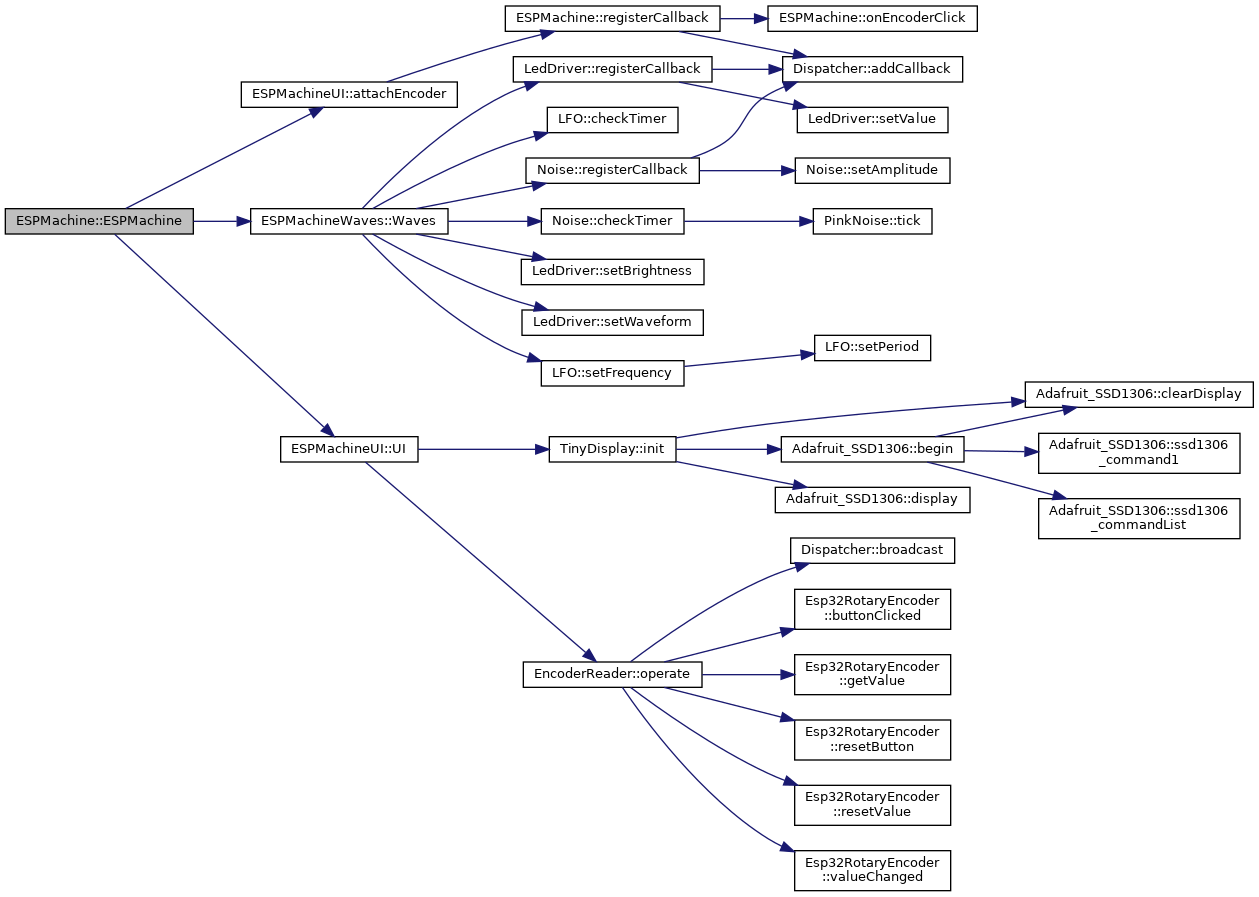 ESPMachine::ESPMachine
ESPMachineUI::attachEncoder
ESPMachineWaves::Waves
ESPMachineUI::UI
ESPMachine::registerCallback
LedDriver::registerCallback
LFO::checkTimer
Noise::registerCallback
Noise::checkTimer
LedDriver::setBrightness
LedDriver::setWaveform
LFO::setFrequency
TinyDisplay::init
EncoderReader::operate
ESPMachine::onEncoderClick
Dispatcher::addCallback
LedDriver::setValue
Noise::setAmplitude
PinkNoise::tick
LFO::setPeriod
Adafruit_SSD1306::begin
Adafruit_SSD1306::display
Dispatcher::broadcast
Esp32RotaryEncoder
::buttonClicked
Esp32RotaryEncoder
::getValue
Esp32RotaryEncoder
::resetButton
Esp32RotaryEncoder
::resetValue
Esp32RotaryEncoder
::valueChanged
Adafruit_SSD1306::clearDisplay
Adafruit_SSD1306::ssd1306
_command1
Adafruit_SSD1306::ssd1306
_commandList